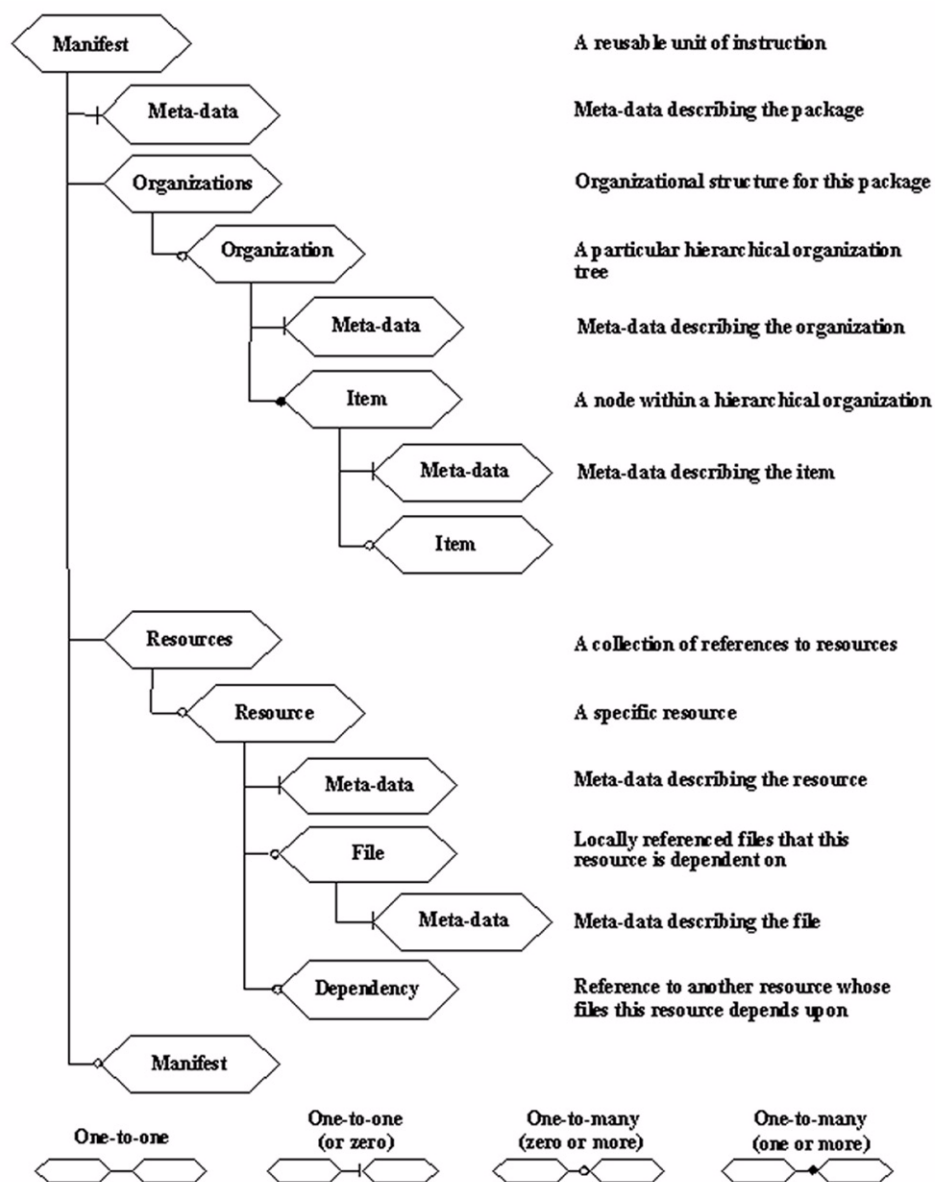 Manifest
A reusable unit of instruction
Meta-data
Meta-data describing the package
Organizations
Organizational structure for this package
Organization
A particular hierarchical organization
tree
Meta-data
Meta-data describing the organization
Item
A node within a hierarchical organization
Meta-data
Meta-data describing the item
Item
Resources
A collection of references to resources
Resource
A specific resource
Meta-data
Meta-data describing the resource
File
Locally referenced files that this
resource is dependent on
Meta-data
Meta-data describing the file
Dependency
Reference to another resource whose
files this resource depends upon
Manifest
One-to-one
One-to-one
(or zero)
One-to-many
(zero or more)
One-to-many
(one or more)